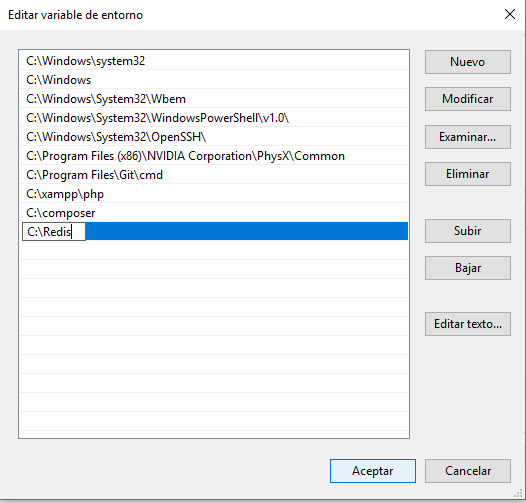 Editar variable de entorno
C:\Windows\system32
C:\Windows
C:\Windows\System32\Wbem
C:\Windows\System32\WindowsPowerShell\v1.0\
C:\Windows\System32\OpenSSH\
C:\Program Files (x86)\NVIDIA Corporation\PhysX\Common
C:\Program Files\Git\cmd
C:\xampp\php
C:\composer
C:\Redis
Nuevo
Modificar
Examinar...
Eliminar
Subir
Bajar
Editar texto...
Aceptar
Cancelar